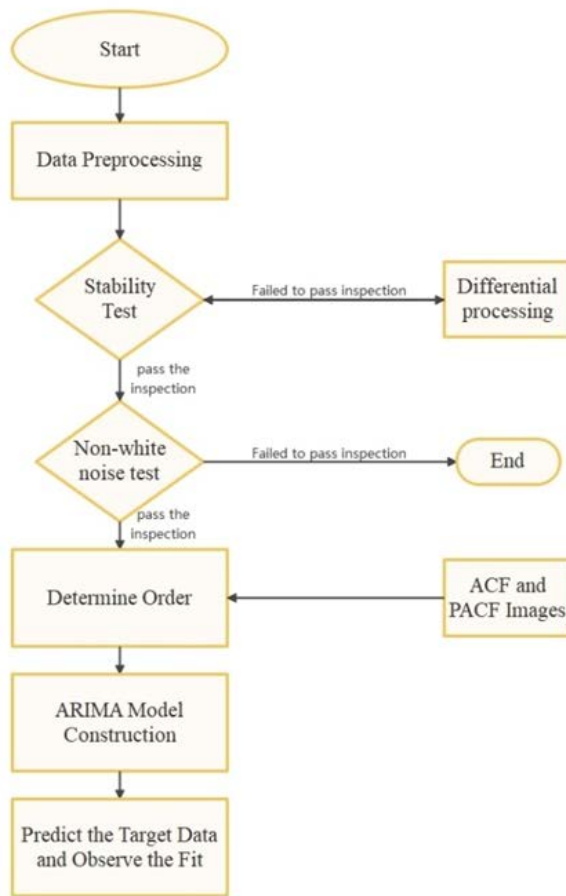 Start
Data Preprocessing
Stability
Test
Failed to pass inspection
Differential
processing
pass the
inspection
Non-white
noise test
Failed to pass inspection
End
pass the
inspection
Determine Order
ACF and
PACF Images
ARIMA Model
Construction
Predict the Target Data
and Observe the Fit